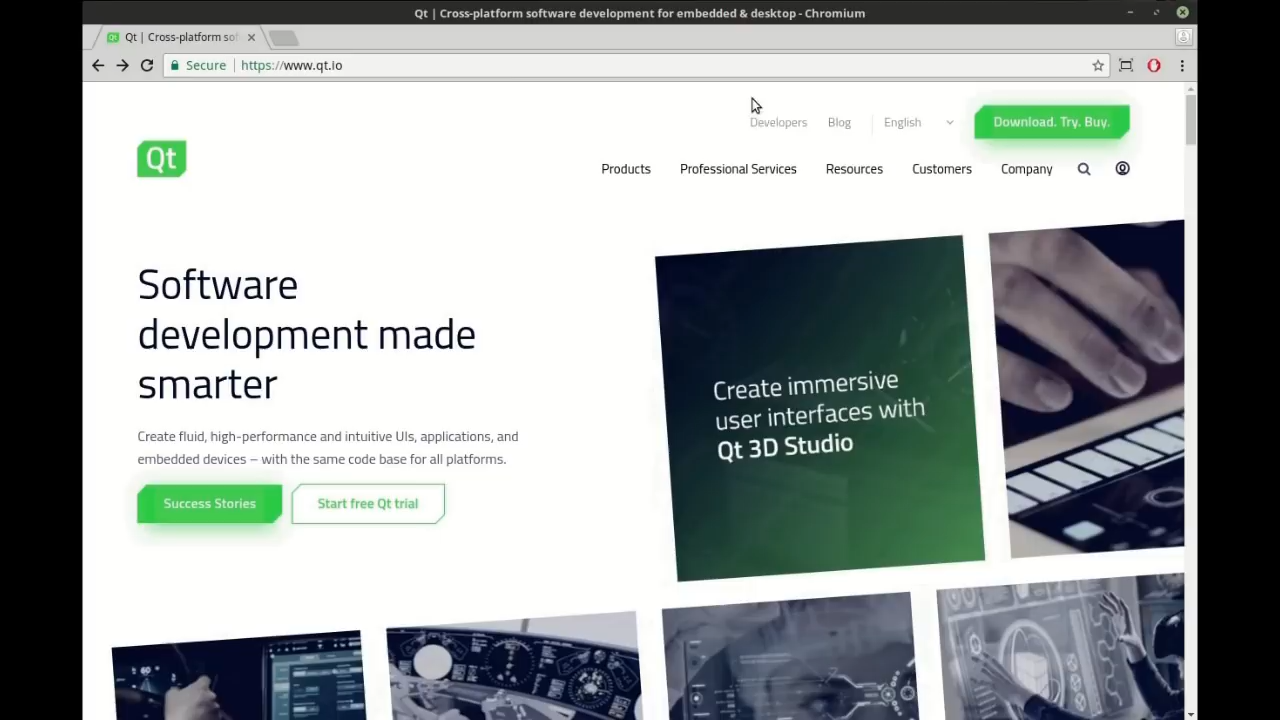 Qt | Cross-platform software development for embedded & desktop - Chromium
Qt | Cross-platform sof
Secure
https://www.qt.io
Developers
Blog
English
Download. Try. Buy.
Qt
Products
Professional Services
Resources
Customers
Company
Software
development made
smarter
Create fluid, high-performance and intuitive UIs, applications, and
embedded devices – with the same code base for all platforms.
Success Stories
Start free Qt trial
Create immersive
user interfaces with
Qt 3D Studio